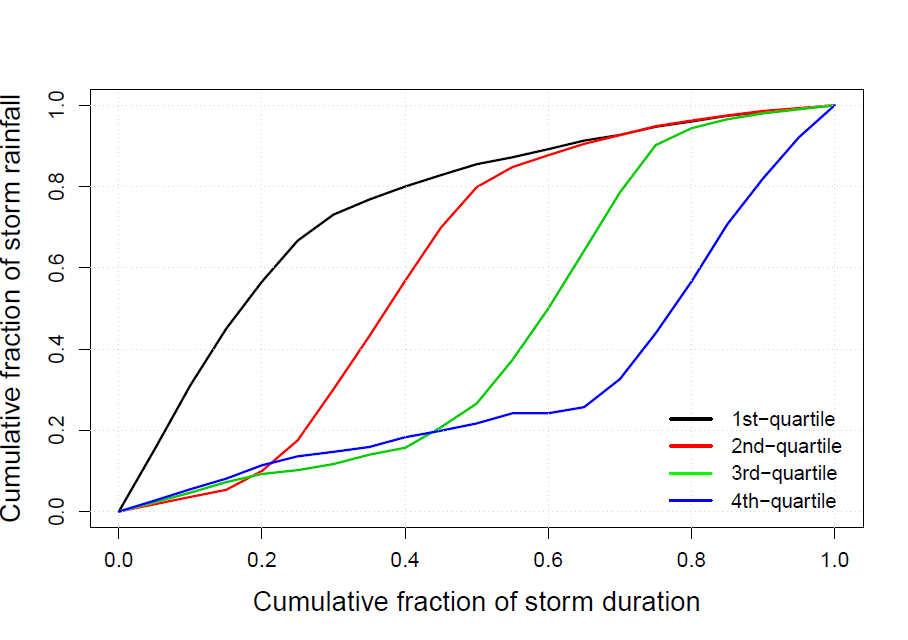 Cumulative fraction of storm rainfall
1.0
0.8
0.6
0.4
0.2
0.0
1st−quartile
2nd−quartile
3rd−quartile
4th−quartile
0.0 0.2 0.4 0.6 0.8 1.0
Cumulative fraction of storm duration